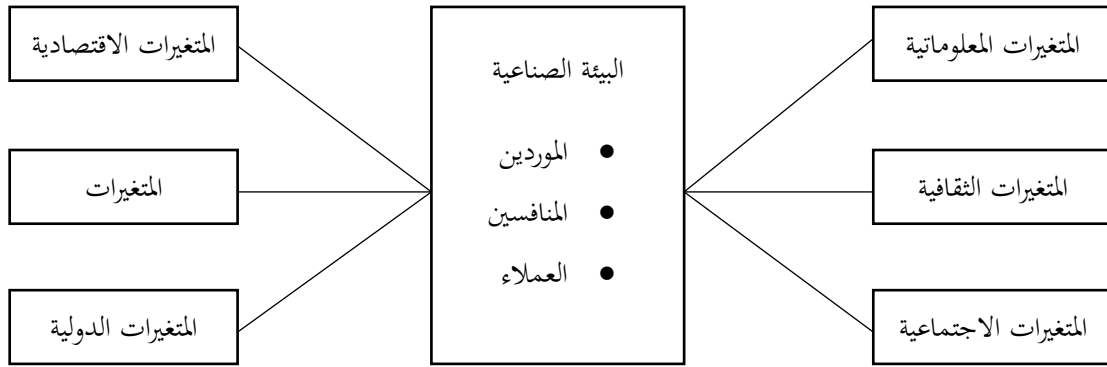 المتغيرات المعلوماتية
المتغيرات الثقافية
المتغيرات الاجتماعية
البيئة الصناعية
● الموردين
● المنافسين
● العملاء
المتغيرات الاقتصادية
المتغيرات
المتغيرات الدولية